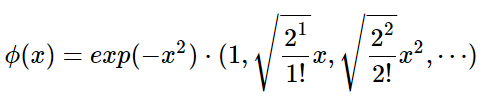 ϕ(x) = exp(−x²) · (1, √(2¹/1!) x, √(2²/2!) x², ⋯)